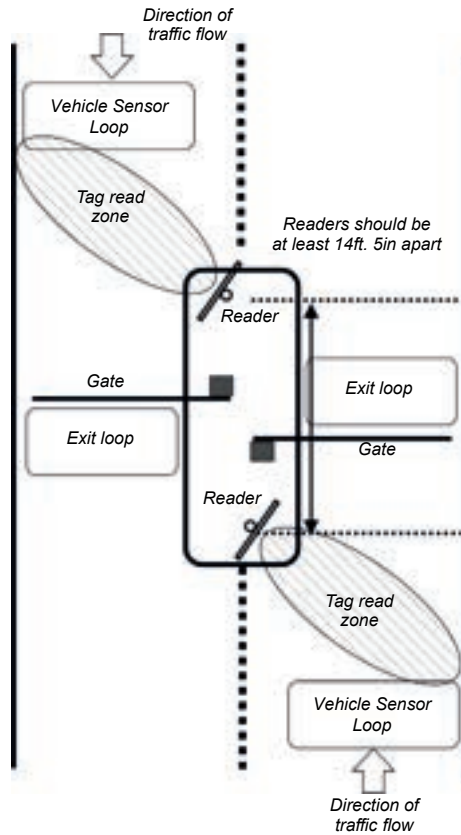 Direction of
traffic flow
Vehicle Sensor
Loop
Tag read
zone
Readers should be
at least 14ft. 5in apart
Reader
Gate
Exit loop
Exit loop
Gate
Reader
Tag read
zone
Vehicle Sensor
Loop
Direction of
traffic flow